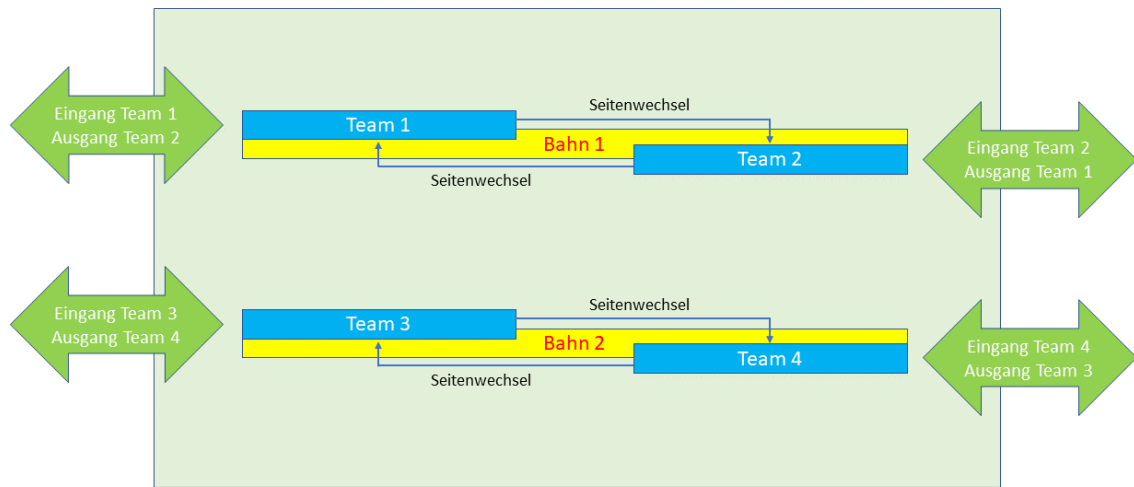 Eingang Team 1
Ausgang Team 2
Seitenwechsel
Team 1
Bahn 1
Team 2
Seitenwechsel
Eingang Team 2
Ausgang Team 1
Eingang Team 3
Ausgang Team 4
Seitenwechsel
Team 3
Bahn 2
Team 4
Seitenwechsel
Eingang Team 4
Ausgang Team 3